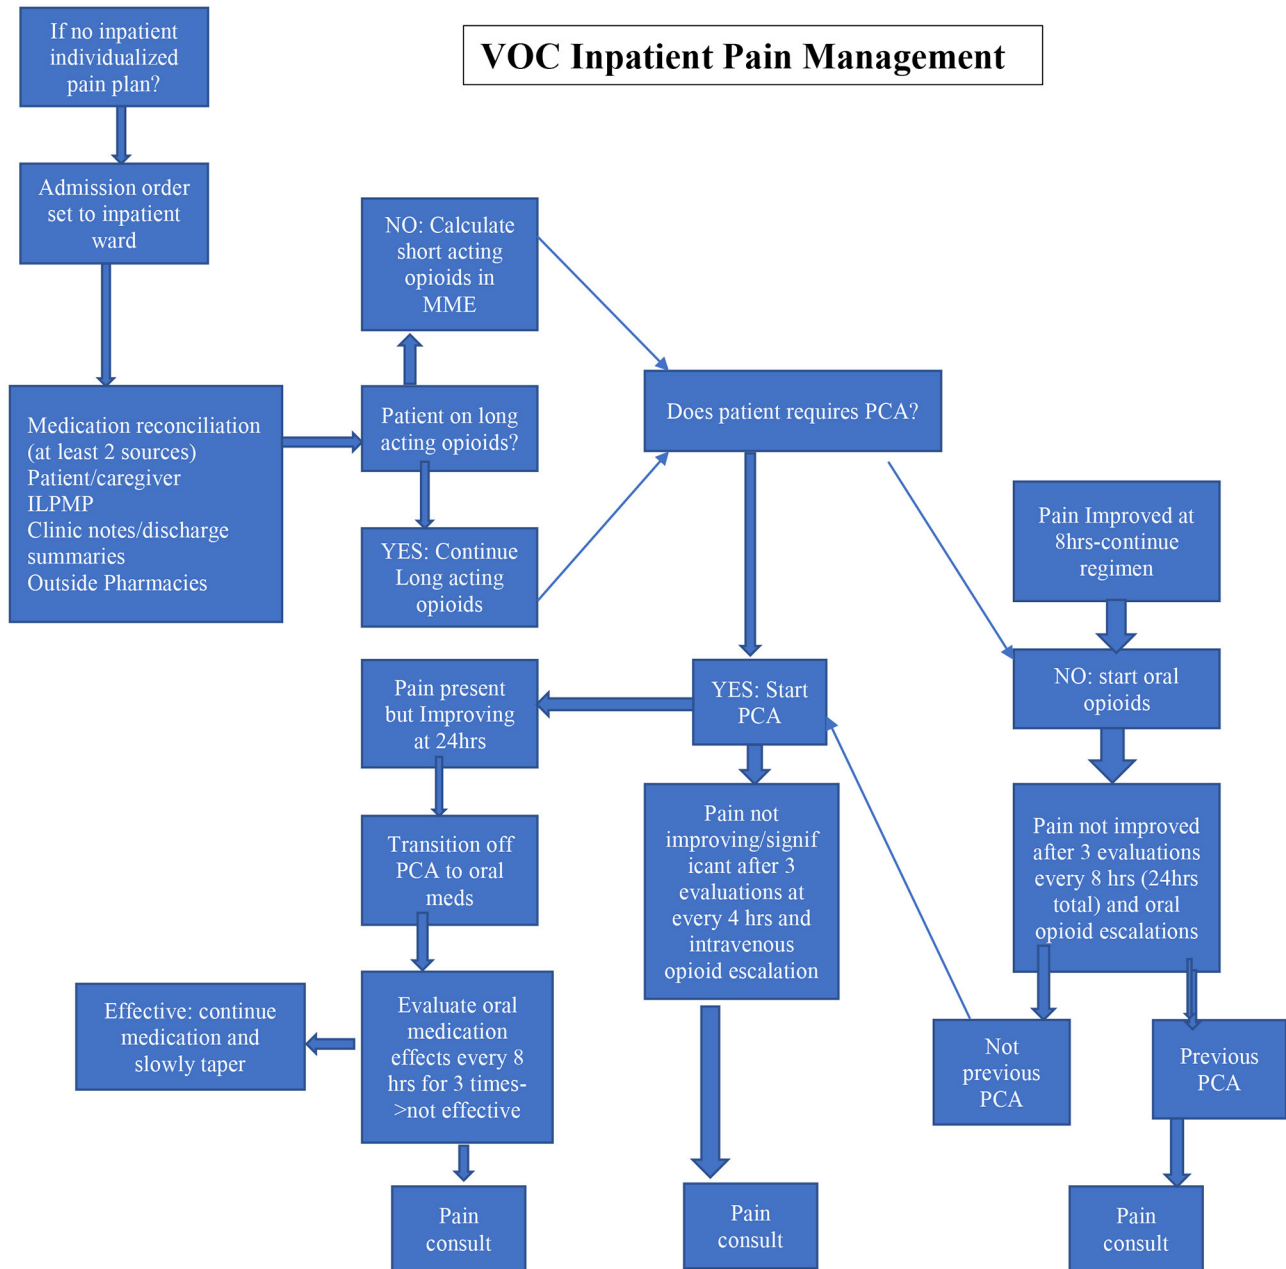 If no inpatient
individualized
pain plan?
VOC Inpatient Pain Management
Admission order
set to inpatient
ward
NO: Calculate
short acting
opioids in
MME
Medication reconciliation
(at least 2 sources)
Patient/caregiver
ILPMP
Clinic notes/discharge
summaries
Outside Pharmacies
Patient on long
acting opioids?
YES: Continue
Long acting
opioids
Does patient requires PCA?
Pain Improved at
8hrs-continue
regimen
Pain present
but Improving
at 24hrs
YES: Start
PCA
NO: start oral
opioids
Transition off
PCA to oral
meds
Pain not
improving/signif
icant after 3
evaluations at
every 4 hrs and
intravenous
opioid escalation
Pain not improved
after 3 evaluations
every 8 hrs (24hrs
total) and oral
opioid escalations
Effective: continue
medication and
slowly taper
Evaluate oral
medication
effects every 8
hrs for 3 times-
>not effective
Not
previous
PCA
Previous
PCA
Pain
consult
Pain
consult
Pain
consult